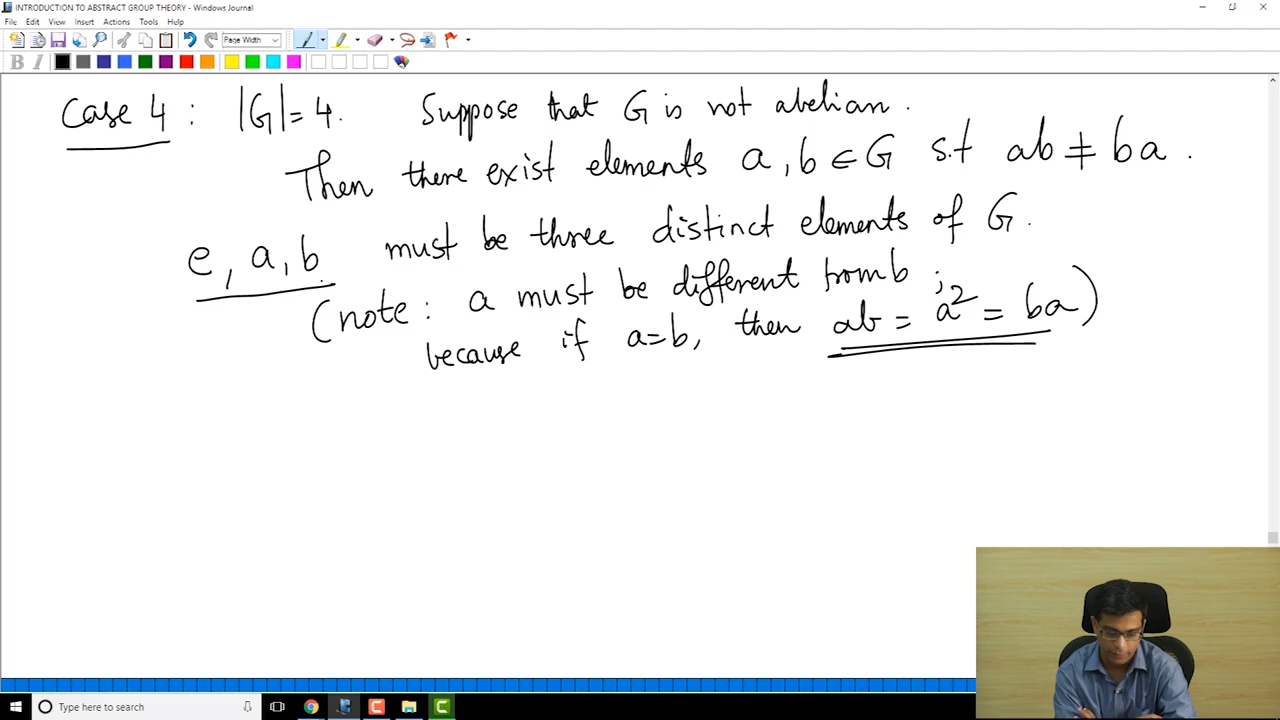 INTRODUCTION TO ABSTRACT GROUP THEORY - Windows Journal
File Edit View Insert Actions Tools Help
Page Width
B I
Case 4 : |G|=4. Suppose that G is not abelian.
Then there exist elements a, b ∈ G s.t ab ≠ ba.
e, a, b must be three distinct elements of G.
(note: a must be different from b;
because if a=b, then ab = a² = ba)
Type here to search